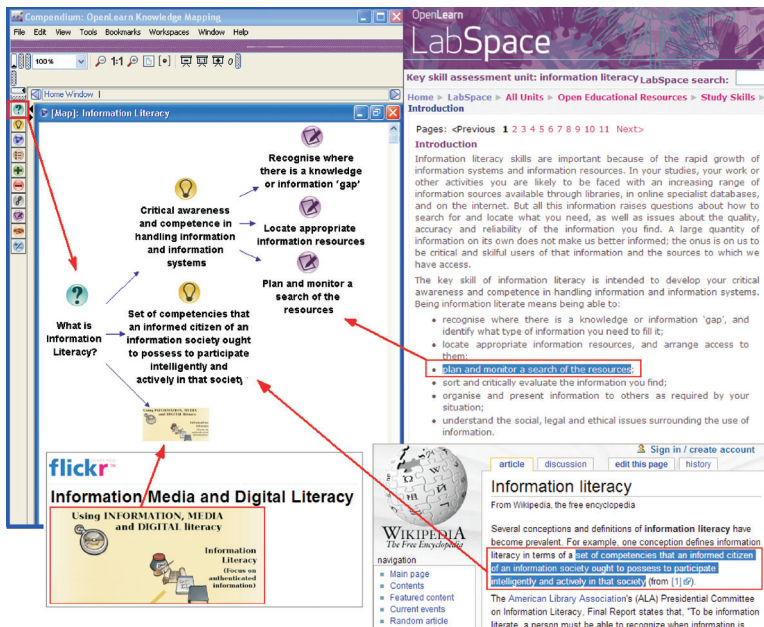 Compendium: OpenLearn Knowledge Mapping
File Edit View Tools Bookmarks Workspaces Window Help
100% 1:1
Home Window
[Map]: Information Literacy
Recognise where
there is a knowledge
or information 'gap'
Critical awareness
and competence in
handling information
and information
systems
Locate appropriate
information resources
Plan and monitor a
search of the
resources
What is
Information
Literacy?
Set of competencies that
an informed citizen of an
information society ought
to possess to participate
intelligently and
actively in that society
Using INFORMATION, MEDIA
and DIGITAL literacy
Information
Literacy
flickr
Information Media and Digital Literacy
Using INFORMATION, MEDIA
and DIGITAL literacy
Information
Literacy
(Focus on
authenticated
information)
OpenLearn
LabSpace
Key skill assessment unit: information literacy LabSpace search:
Home ► LabSpace ► All Units ► Open Educational Resources ► Study Skills ►
Introduction
Pages: <Previous 1 2 3 4 5 6 7 8 9 10 11 Next>
Introduction
Information literacy skills are important because of the rapid growth of
information systems and information resources. In your studies, your work or
other activities you are likely to be faced with an increasing range of
information sources available through libraries, in online specialist databases,
and on the internet. But all this information raises questions about how to
search for and locate what you need, as well as issues about the quality,
accuracy and reliability of the information you find. A large quantity of
information on its own does not make us better informed; the onus is on us to
be critical and skilful users of that information and the sources to which we
have access.
The key skill of information literacy is intended to develop your critical
awareness and competence in handling information and information systems.
Being information literate means being able to:
• recognise where there is a knowledge or information 'gap', and
identify what type of information you need to fill it;
• locate appropriate information resources, and arrange access to
them;
• plan and monitor a search of the resources;
• sort and critically evaluate the information you find;
• organise and present information to others as required by your
situation;
• understand the social, legal and ethical issues surrounding the use of
information.
WIKIPEDIA
The Free Encyclopedia
navigation
Main page
Contents
Featured content
Current events
Random article
Sign in / create account
article discussion edit this page history
Information literacy
From Wikipedia, the free encyclopedia
Several conceptions and definitions of information literacy have
become prevalent. For example, one conception defines information
literacy in terms of a set of competencies that an informed citizen
of an information society ought to possess to participate
intelligently and actively in that society (from [1]).
The American Library Association's (ALA) Presidential Committee
on Information Literacy, Final Report states that, "To be information
literate, a person must be able to recognize when information is